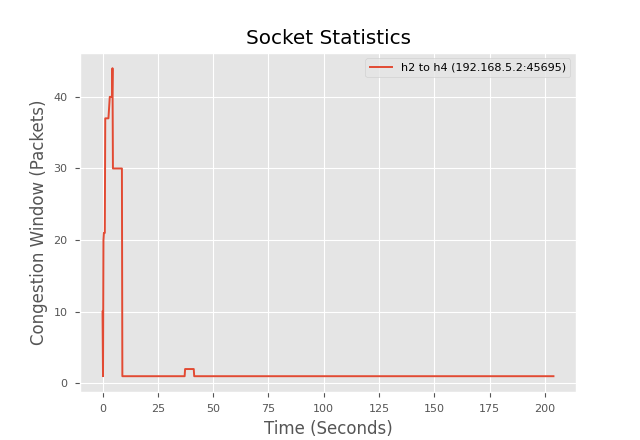 Socket Statistics
h2 to h4 (192.168.5.2:45695)
Congestion Window (Packets)
40
30
20
10
0
0 25 50 75 100 125 150 175 200
Time (Seconds)